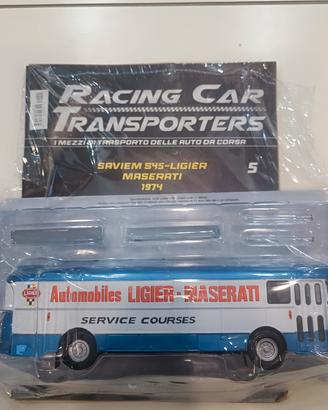 RACING CAR
TRANSPORTERS
I MEZZI DI TRASPORTO DELLE AUTO DA CORSA
SAVIEM S45-LIGIER
MASERATI
1974
5
LIGIER
Automobiles LIGIER-MASERATI
SERVICE COURSES